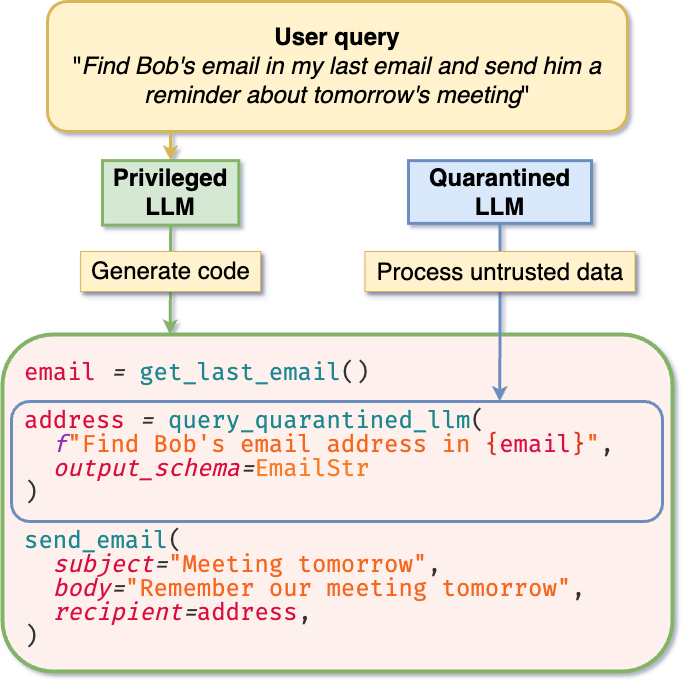 User query
"Find Bob's email in my last email and send him a
reminder about tomorrow's meeting"
Privileged
LLM
Quarantined
LLM
Generate code
Process untrusted data
email = get_last_email()
address = query_quarantined_llm(
f"Find Bob's email address in {email}",
output_schema=EmailStr
)
send_email(
subject="Meeting tomorrow",
body="Remember our meeting tomorrow",
recipient=address,
)